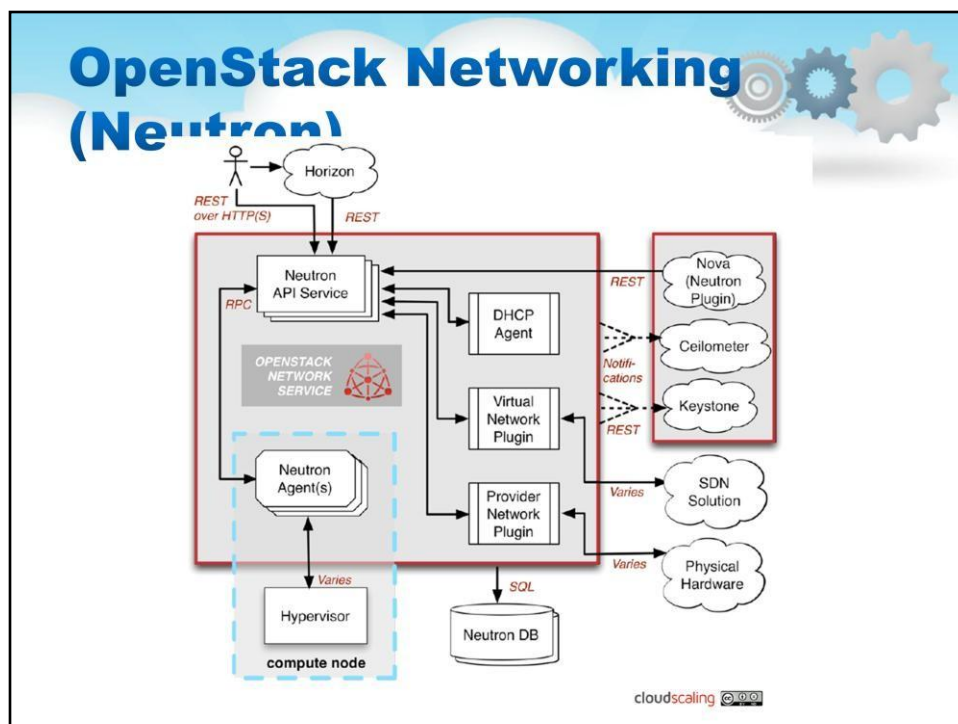 OpenStack Networking
(Neutron)
Horizon
REST
over HTTP(S)
REST
Neutron
API Service
RPC
DHCP
Agent
OPENSTACK
NETWORK
SERVICE
Virtual
Network
Plugin
Neutron
Agent(s)
Provider
Network
Plugin
Varies
Hypervisor
compute node
SQL
Neutron DB
REST
Nova
(Neutron
Plugin)
Notifi-
cations
Ceilometer
REST
Keystone
Varies
SDN
Solution
Varies
Physical
Hardware
cloudscaling